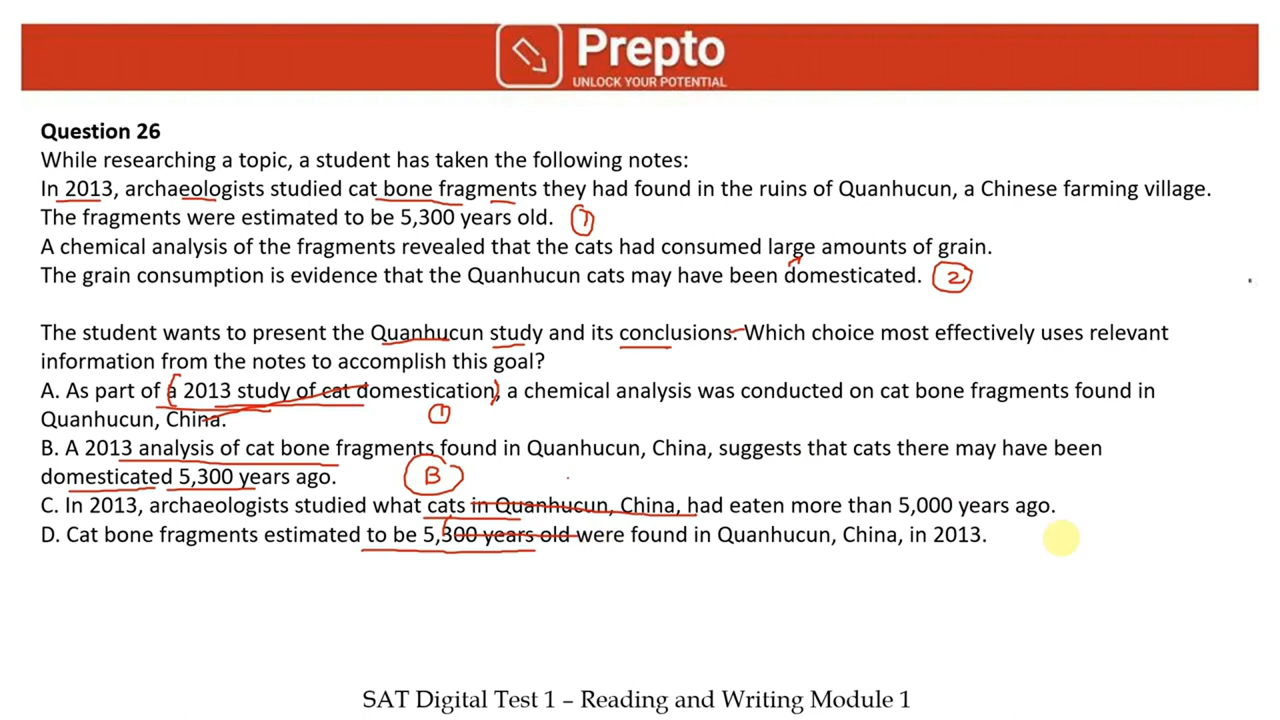 Prepto
UNLOCK YOUR POTENTIAL
Question 26
While researching a topic, a student has taken the following notes:
In 2013, archaeologists studied cat bone fragments they had found in the ruins of Quanhucun, a Chinese farming village.
The fragments were estimated to be 5,300 years old. 1
A chemical analysis of the fragments revealed that the cats had consumed large amounts of grain.
The grain consumption is evidence that the Quanhucun cats may have been domesticated. 2
The student wants to present the Quanhucun study and its conclusions. Which choice most effectively uses relevant
information from the notes to accomplish this goal?
A. As part of a 2013 study of cat domestication, a chemical analysis was conducted on cat bone fragments found in
Quanhucun, China. 1
B. A 2013 analysis of cat bone fragments found in Quanhucun, China, suggests that cats there may have been
domesticated 5,300 years ago. B
C. In 2013, archaeologists studied what cats in Quanhucun, China, had eaten more than 5,000 years ago.
D. Cat bone fragments estimated to be 5,300 years old were found in Quanhucun, China, in 2013.
SAT Digital Test 1 – Reading and Writing Module 1